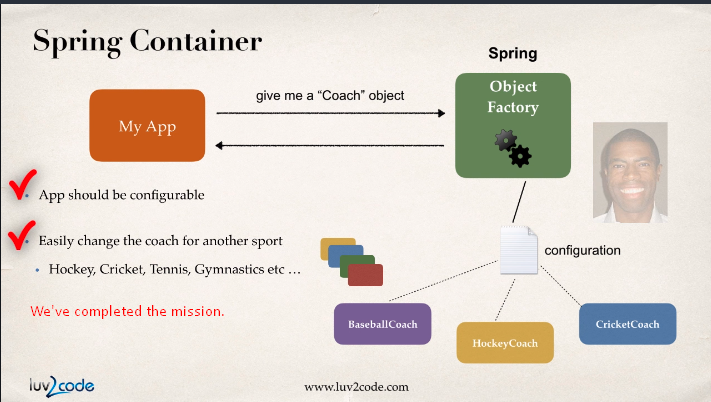 Spring Container
Spring
Object
Factory
give me a “Coach” object
My App
App should be configurable
Easily change the coach for another sport
Hockey, Cricket, Tennis, Gymnastics etc …
We've completed the mission.
configuration
BaseballCoach
HockeyCoach
CricketCoach
luv2code
www.luv2code.com